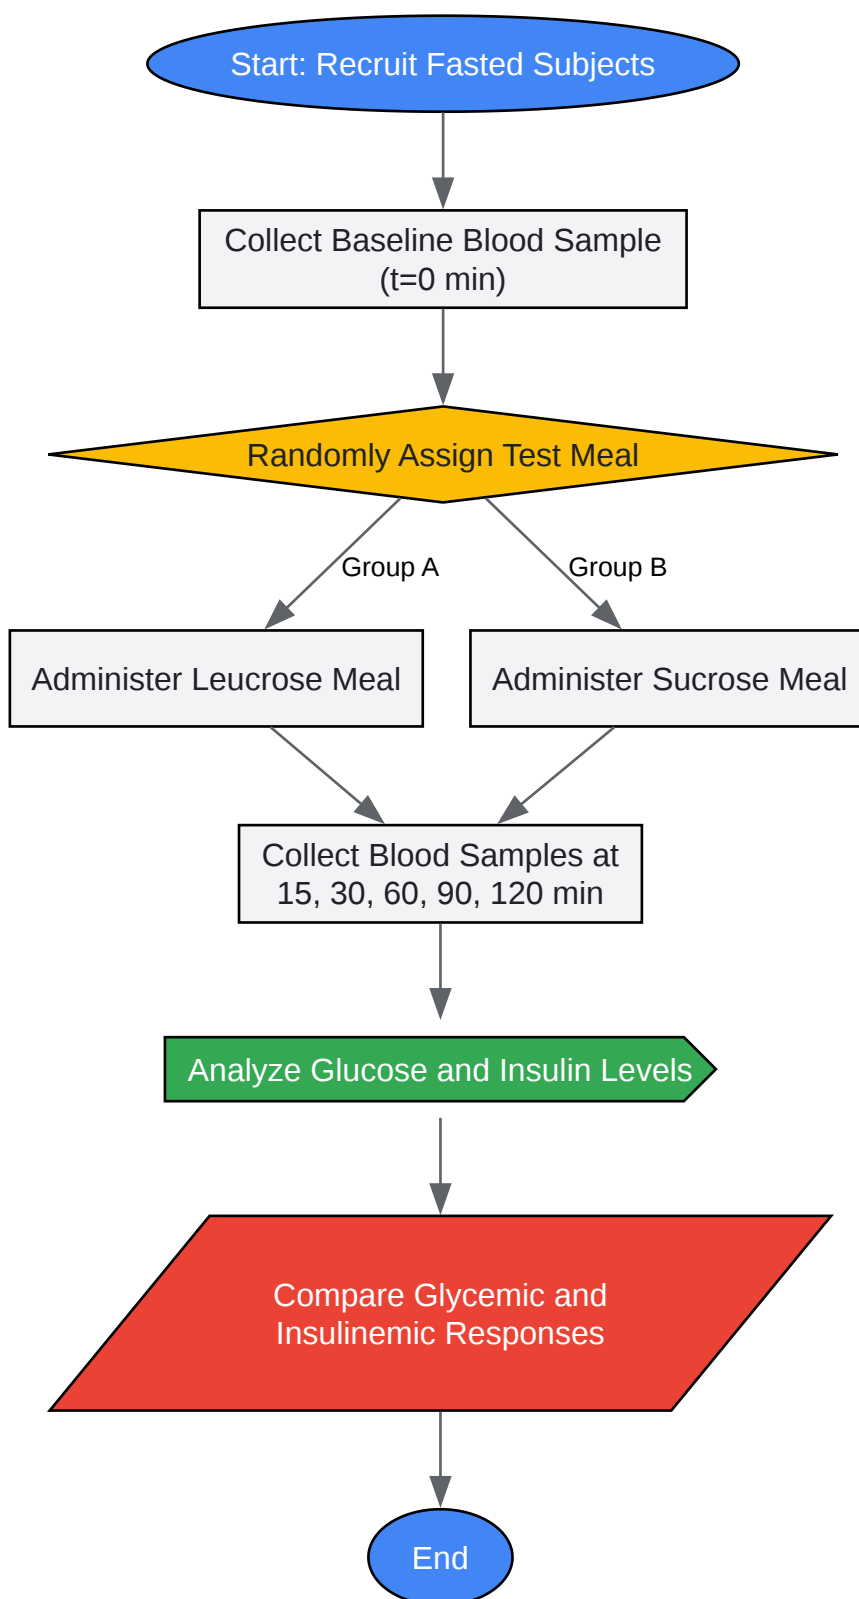 Start: Recruit Fasted Subjects
Collect Baseline Blood Sample
(t=0 min)
Randomly Assign Test Meal
Group A
Group B
Administer Leucrose Meal
Administer Sucrose Meal
Collect Blood Samples at
15, 30, 60, 90, 120 min
Analyze Glucose and Insulin Levels
Compare Glycemic and
Insulinemic Responses
End